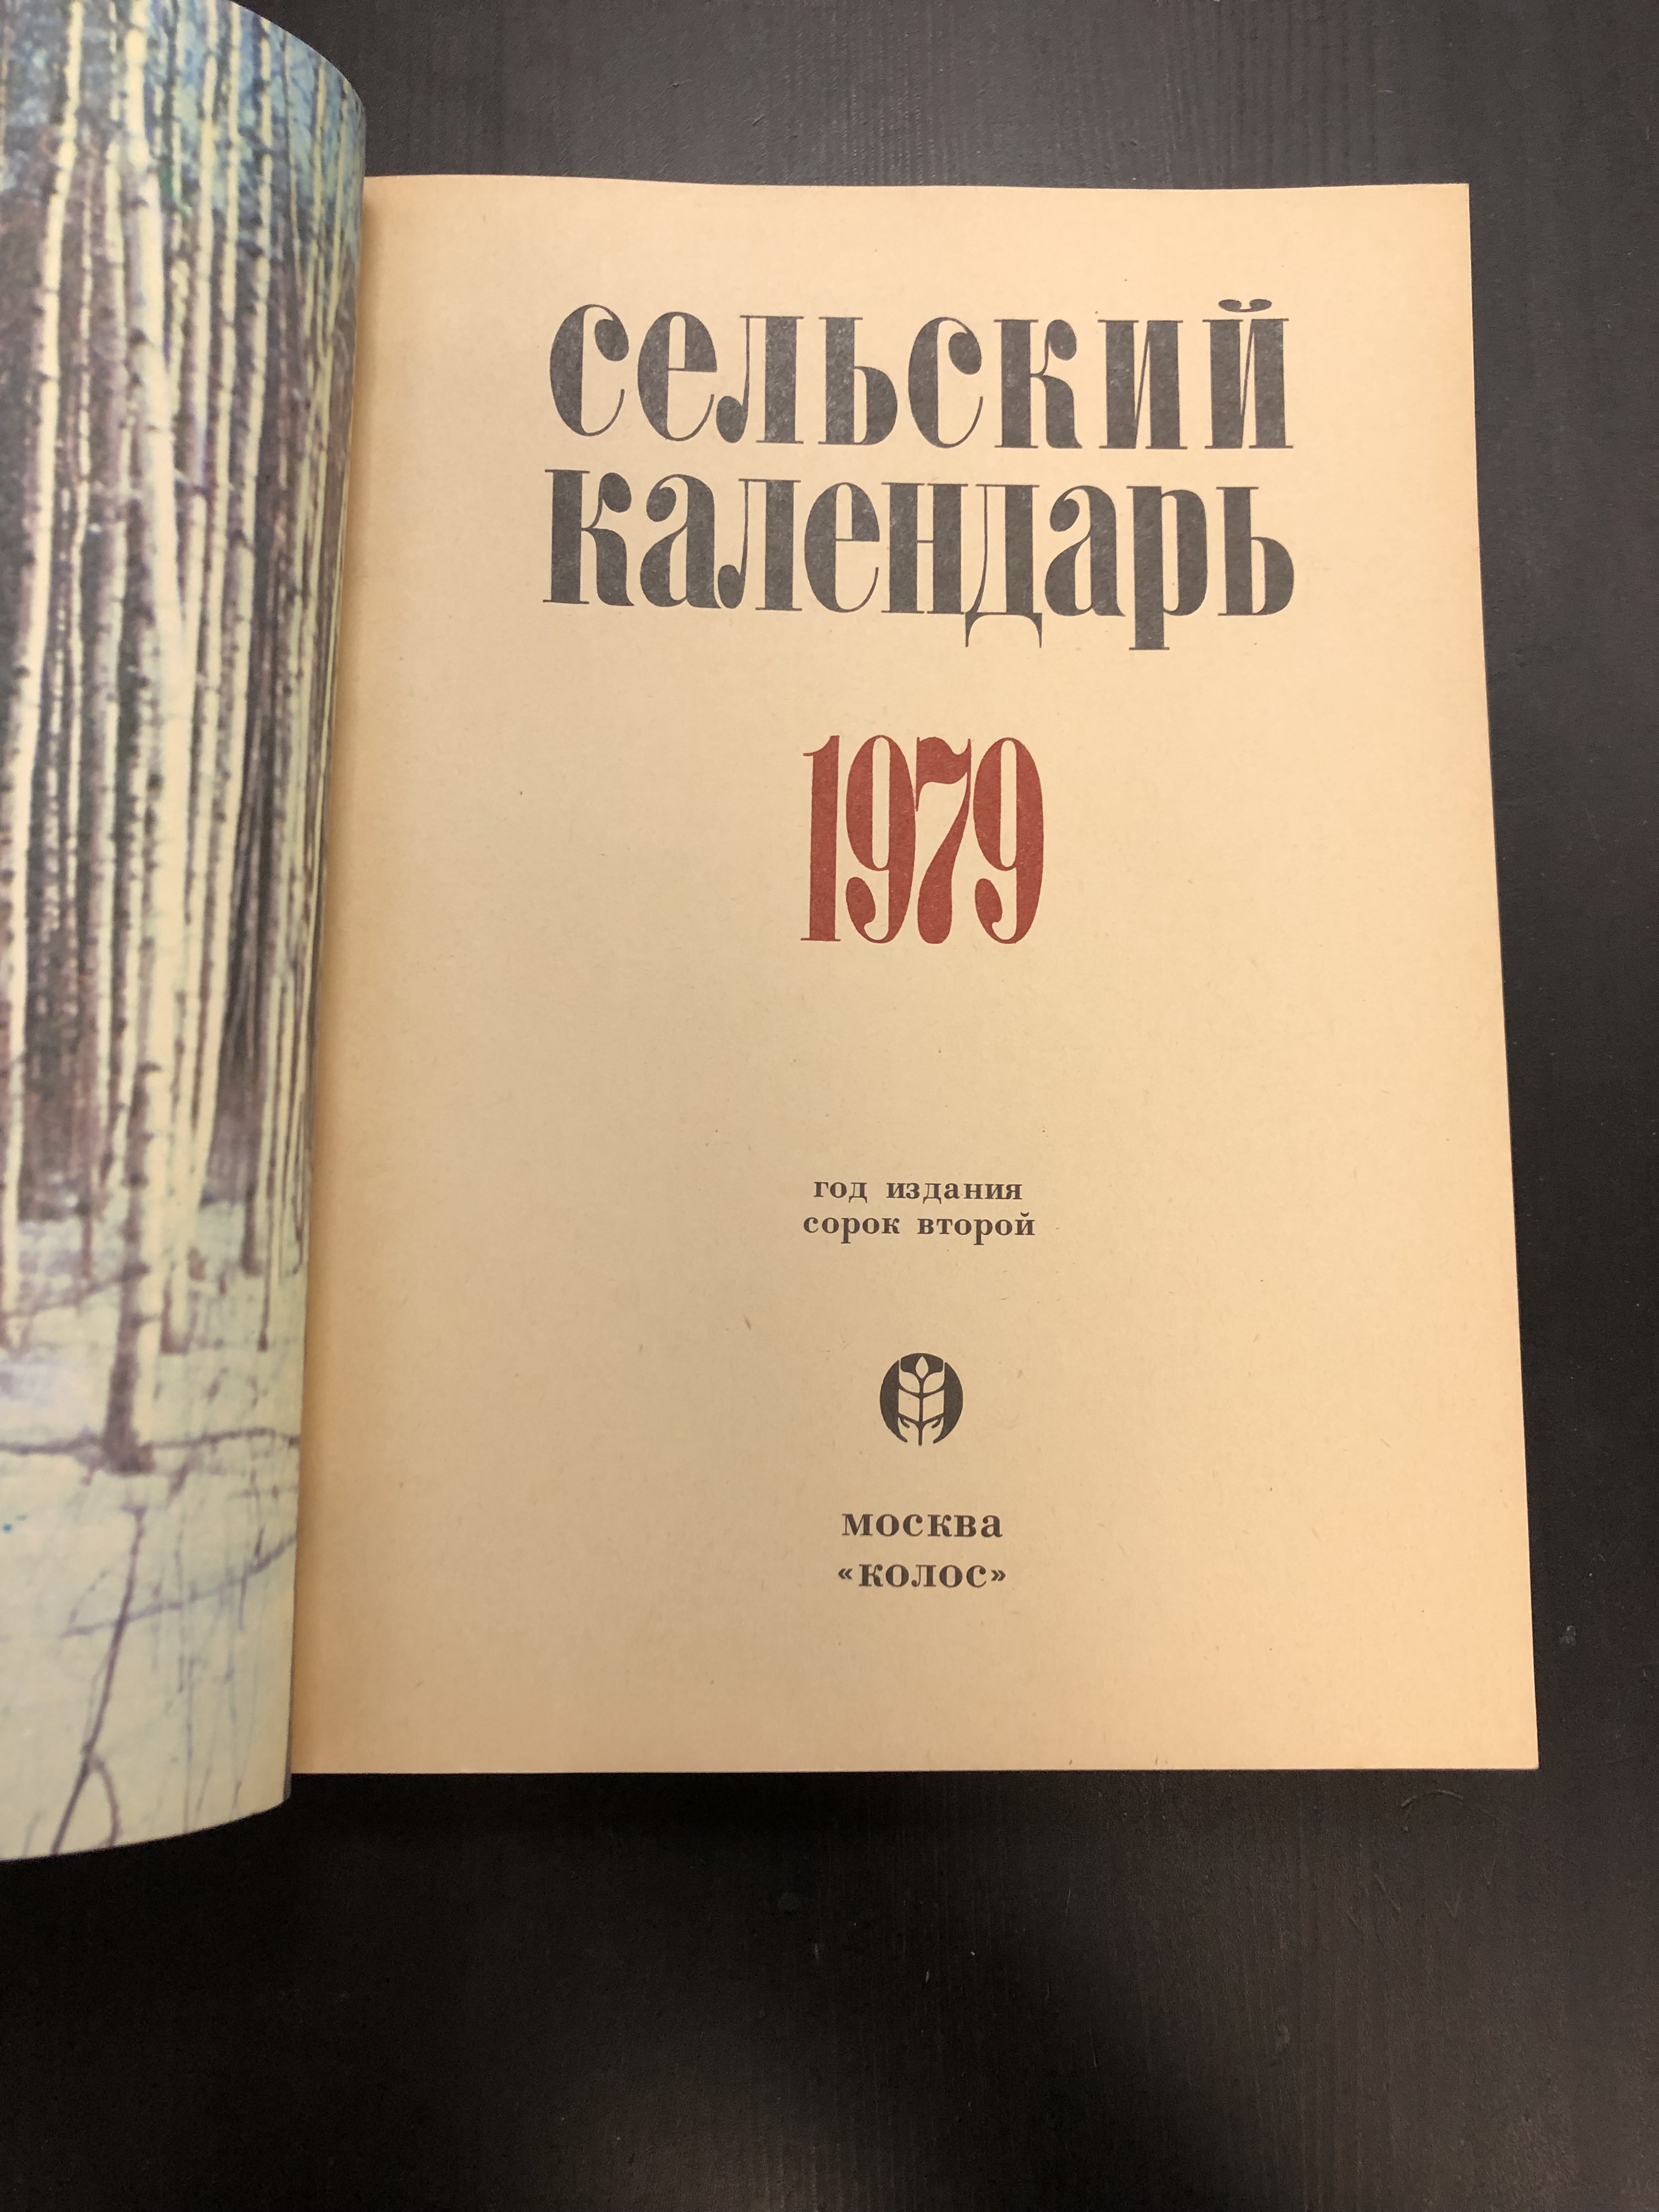 сельский
календарь
1979
год издания
сорок второй
москва
«колос»